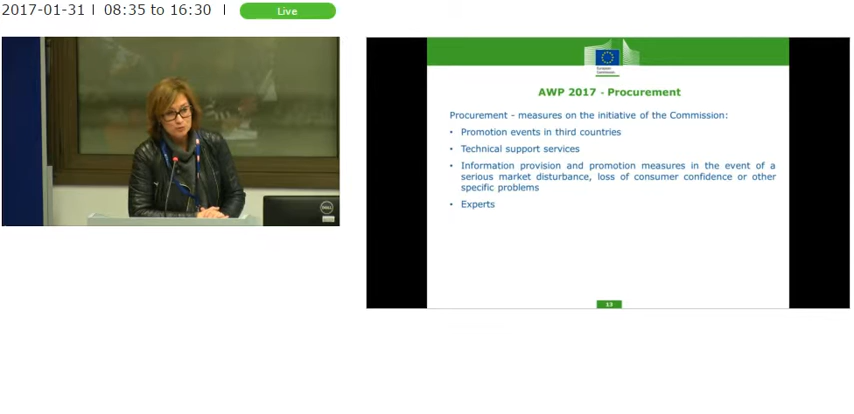 2017-01-31 | 08:35 to 16:30 |
Live
DELL
European
Commission
AWP 2017 - Procurement
Procurement - measures on the initiative of the Commission:
• Promotion events in third countries
• Technical support services
• Information provision and promotion measures in the event of a
serious market disturbance, loss of consumer confidence or other
specific problems
• Experts
13